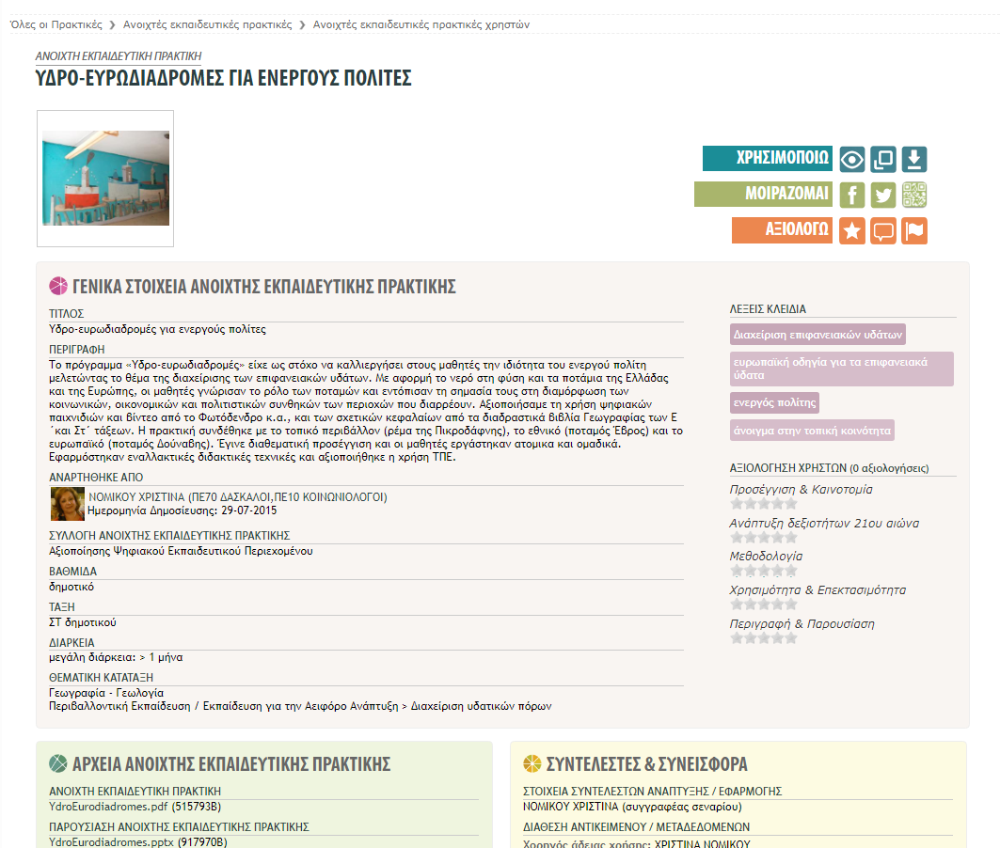 Όλες οι Πρακτικές ❯ Ανοιχτές εκπαιδευτικές πρακτικές ❯ Ανοιχτές εκπαιδευτικές πρακτικές χρηστών
ΑΝΟΙΧΤΗ ΕΚΠΑΙΔΕΥΤΙΚΗ ΠΡΑΚΤΙΚΗ
ΥΔΡΟ-ΕΥΡΩΔΙΑΔΡΟΜΕΣ ΓΙΑ ΕΝΕΡΓΟΥΣ ΠΟΛΙΤΕΣ
ΧΡΗΣΙΜΟΠΟΙΩ
ΜΟΙΡΑΖΟΜΑΙ
ΑΞΙΟΛΟΓΩ
ΓΕΝΙΚΑ ΣΤΟΙΧΕΙΑ ΑΝΟΙΧΤΗΣ ΕΚΠΑΙΔΕΥΤΙΚΗΣ ΠΡΑΚΤΙΚΗΣ
ΤΙΤΛΟΣ
Υδρο-ευρωδιαδρομές για ενεργούς πολίτες
ΠΕΡΙΓΡΑΦΗ
Το πρόγραμμα «Υδρο-ευρωδιαδρομές» είχε ως στόχο να καλλιεργήσει στους μαθητές την ιδιότητα του ενεργού πολίτη
μελετώντας το θέμα της διαχείρισης των επιφανειακών υδάτων. Με αφορμή το νερό στη φύση και τα ποτάμια της Ελλάδας
και της Ευρώπης, οι μαθητές γνώρισαν το ρόλο των ποταμών και εντόπισαν τη σημασία τους στη διαμόρφωση των
κοινωνικών, οικονομικών και πολιτιστικών συνθηκών των περιοχών που διαρρέουν. Αξιοποιήσαμε τη χρήση ψηφιακών
παιχνιδιών και βίντεο από το Φωτόδενδρο κ.α., και των σχετικών κεφαλαίων από τα διαδραστικά βιβλία Γεωγραφίας των Ε
΄και Στ΄ τάξεων. Η πρακτική συνδέθηκε με το τοπικό περιβάλλον (ρέμα της Πικροδάφνης), το εθνικό (ποταμός Έβρος) και το
ευρωπαϊκό (ποταμός Δούναβης). Έγινε διαθεματική προσέγγιση και οι μαθητές εργάστηκαν ατομικα και ομαδικά.
Εφαρμόστηκαν εναλλακτικές διδακτικές τεχνικές και αξιοποιήθηκε η χρήση ΤΠΕ.
ΑΝΑΡΤΗΘΗΚΕ ΑΠΟ
ΝΟΜΙΚΟΥ ΧΡΙΣΤΙΝΑ (ΠΕ70 ΔΑΣΚΑΛΟΙ,ΠΕ10 ΚΟΙΝΩΝΙΟΛΟΓΟΙ)
Ημερομηνία Δημοσίευσης: 29-07-2015
ΣΥΛΛΟΓΗ ΑΝΟΙΧΤΗΣ ΕΚΠΑΙΔΕΥΤΙΚΗΣ ΠΡΑΚΤΙΚΗΣ
Αξιοποίησης Ψηφιακού Εκπαιδευτικού Περιεχομένου
ΒΑΘΜΙΔΑ
δημοτικό
ΤΑΞΗ
ΣΤ δημοτικού
ΔΙΑΡΚΕΙΑ
μεγάλη διάρκεια: > 1 μήνα
ΘΕΜΑΤΙΚΗ ΚΑΤΑΤΑΞΗ
Γεωγραφία - Γεωλογία
Περιβαλλοντική Εκπαίδευση / Εκπαίδευση για την Αειφόρο Ανάπτυξη > Διαχείριση υδατικών πόρων
ΛΕΞΕΙΣ ΚΛΕΙΔΙΑ
Διαχείριση επιφανειακών υδάτων
ευρωπαϊκή οδηγία για τα επιφανειακά
ύδατα
ενεργός πολίτης
άνοιγμα στην τοπική κοινότητα
ΑΞΙΟΛΟΓΗΣΗ ΧΡΗΣΤΩΝ (0 αξιολογήσεις)
Προσέγγιση & Καινοτομία
Ανάπτυξη δεξιοτήτων 21ου αιώνα
Μεθοδολογία
Χρησιμότητα & Επεκτασιμότητα
Περιγραφή & Παρουσίαση
ΑΡΧΕΙΑ ΑΝΟΙΧΤΗΣ ΕΚΠΑΙΔΕΥΤΙΚΗΣ ΠΡΑΚΤΙΚΗΣ
ΑΝΟΙΧΤΗ ΕΚΠΑΙΔΕΥΤΙΚΗ ΠΡΑΚΤΙΚΗ
YdroEurodiadromes.pdf (515793B)
ΠΑΡΟΥΣΙΑΣΗ ΑΝΟΙΧΤΗΣ ΕΚΠΑΙΔΕΥΤΙΚΗΣ ΠΡΑΚΤΙΚΗΣ
YdroEurodiadromes.pptx (917970B)
ΣΥΝΤΕΛΕΣΤΕΣ & ΣΥΝΕΙΣΦΟΡΑ
ΣΤΟΙΧΕΙΑ ΣΥΝΤΕΛΕΣΤΩΝ ΑΝΑΠΤΥΞΗΣ / ΕΦΑΡΜΟΓΗΣ
ΝΟΜΙΚΟΥ ΧΡΙΣΤΙΝΑ (συγγραφέας σεναρίου)
ΔΙΑΘΕΣΗ ΑΝΤΙΚΕΙΜΕΝΟΥ / ΜΕΤΑΔΕΔΟΜΕΝΩΝ
Χορηγός άδειας χρήσης: ΧΡΙΣΤΙΝΑ ΝΟΜΙΚΟΥ